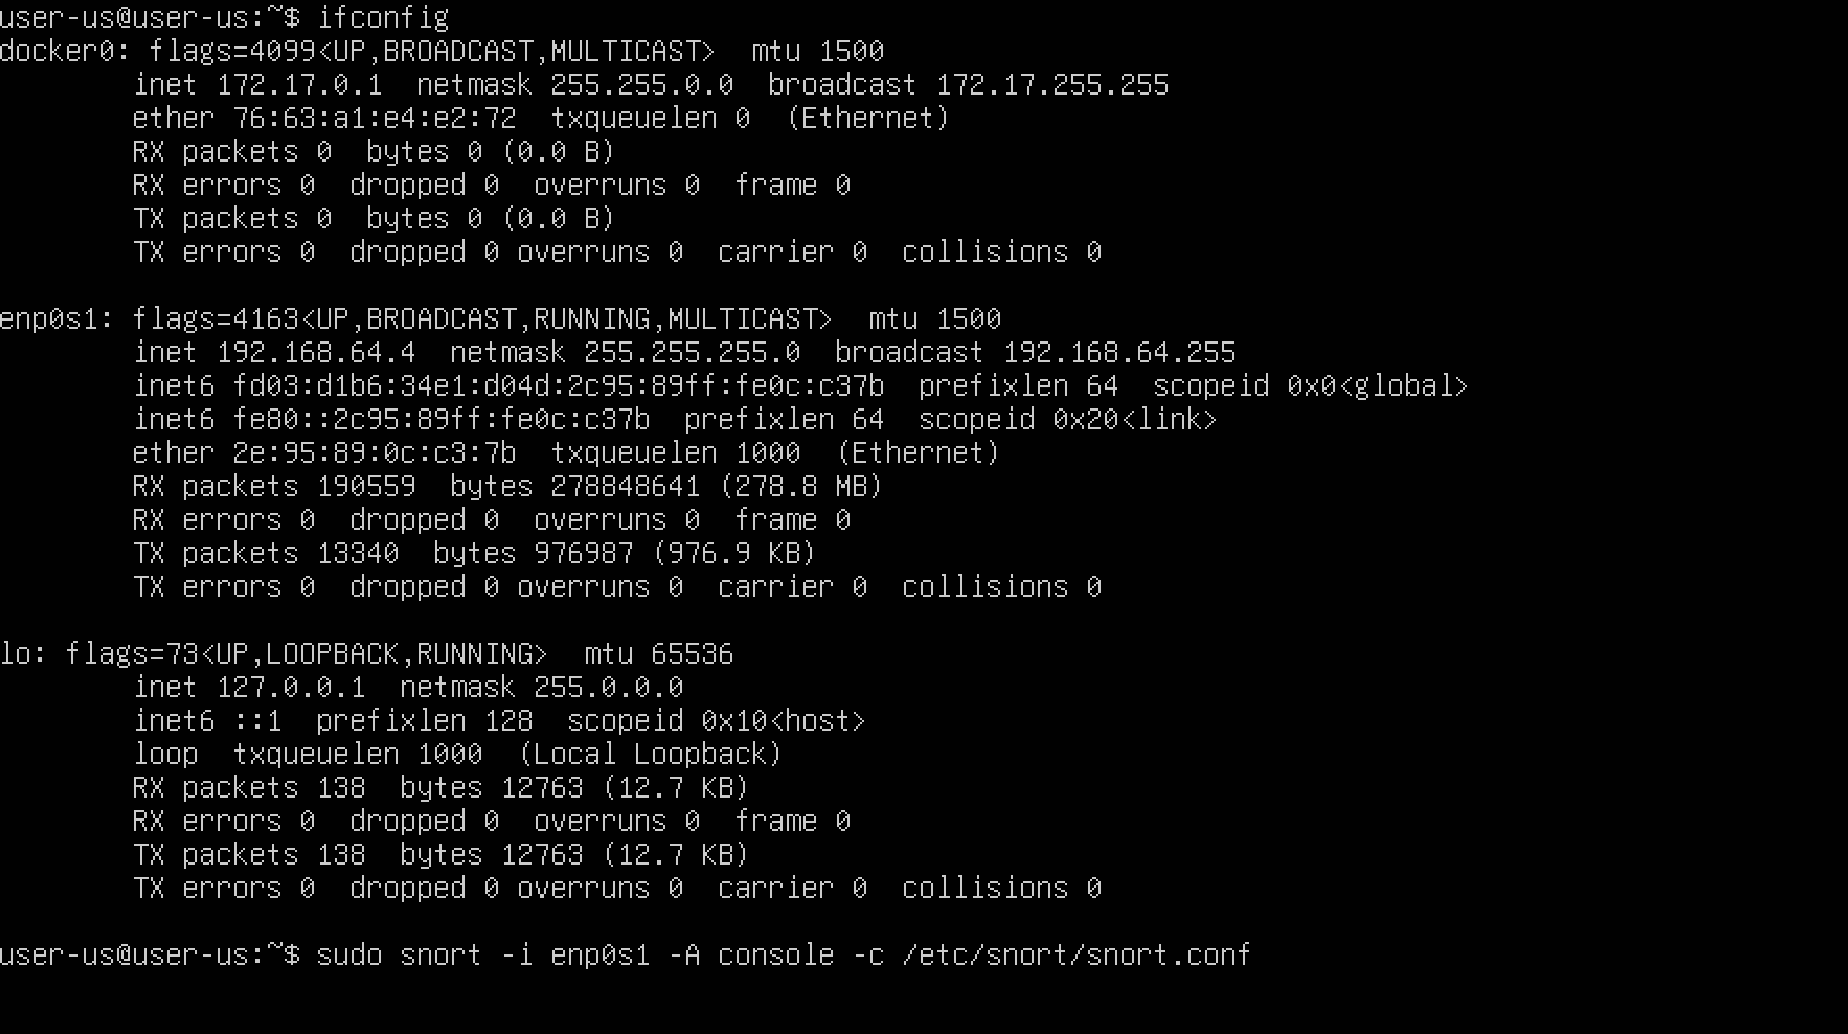 user-us@user-us:~$ ifconfig
docker0: flags=4099<UP,BROADCAST,MULTICAST>  mtu 1500
        inet 172.17.0.1  netmask 255.255.0.0  broadcast 172.17.255.255
        ether 76:63:a1:e4:e2:72  txqueuelen 0  (Ethernet)
        RX packets 0  bytes 0 (0.0 B)
        RX errors 0  dropped 0  overruns 0  frame 0
        TX packets 0  bytes 0 (0.0 B)
        TX errors 0  dropped 0 overruns 0  carrier 0  collisions 0

enp0s1: flags=4163<UP,BROADCAST,RUNNING,MULTICAST>  mtu 1500
        inet 192.168.64.4  netmask 255.255.255.0  broadcast 192.168.64.255
        inet6 fd03:d1b6:34e1:d04d:2c95:89ff:fe0c:c37b  prefixlen 64  scopeid 0x0<global>
        inet6 fe80::2c95:89ff:fe0c:c37b  prefixlen 64  scopeid 0x20<link>
        ether 2e:95:89:0c:c3:7b  txqueuelen 1000  (Ethernet)
        RX packets 190559  bytes 278848641 (278.8 MB)
        RX errors 0  dropped 0  overruns 0  frame 0
        TX packets 13340  bytes 976987 (976.9 KB)
        TX errors 0  dropped 0 overruns 0  carrier 0  collisions 0

lo: flags=73<UP,LOOPBACK,RUNNING>  mtu 65536
        inet 127.0.0.1  netmask 255.0.0.0
        inet6 ::1  prefixlen 128  scopeid 0x10<host>
        loop  txqueuelen 1000  (Local Loopback)
        RX packets 138  bytes 12763 (12.7 KB)
        RX errors 0  dropped 0  overruns 0  frame 0
        TX packets 138  bytes 12763 (12.7 KB)
        TX errors 0  dropped 0 overruns 0  carrier 0  collisions 0

user-us@user-us:~$ sudo snort -i enp0s1 -A console -c /etc/snort/snort.conf